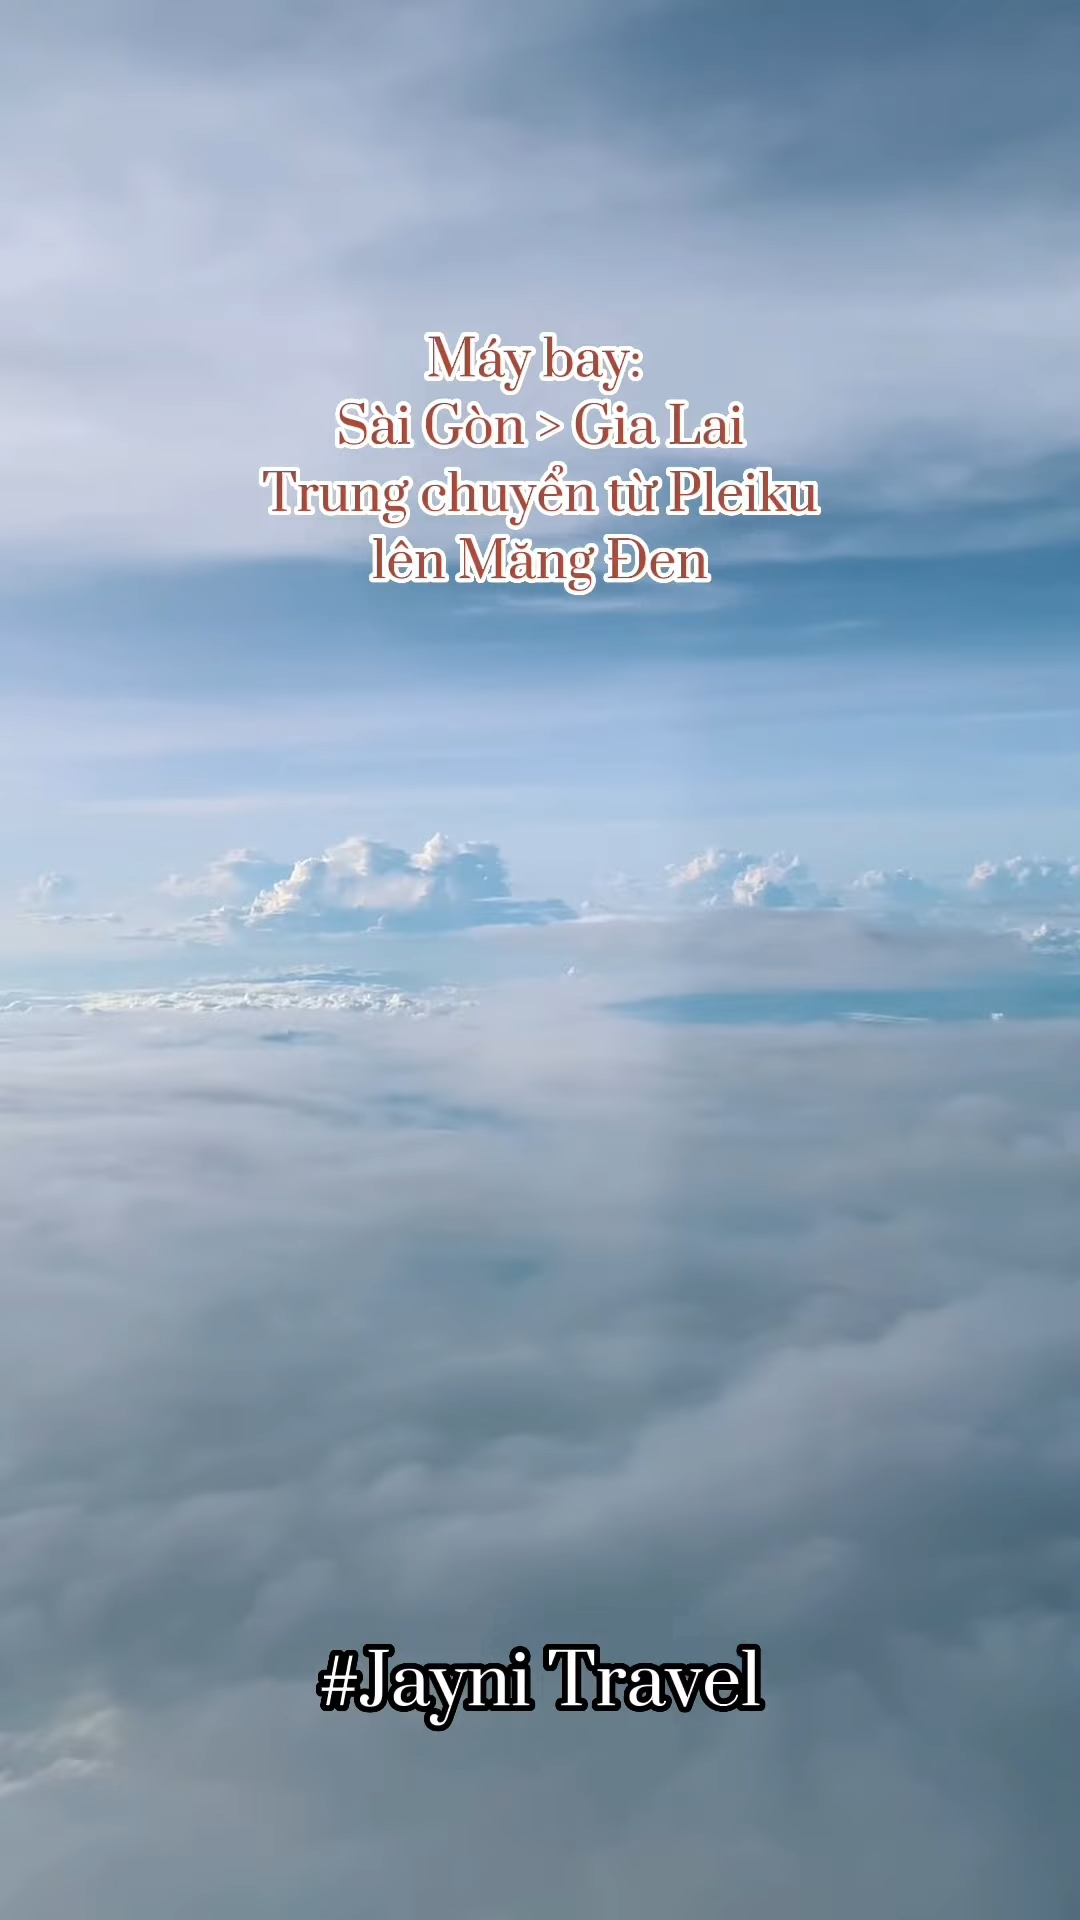 Máy bay:
Sài Gòn > Gia Lai
Trung chuyển từ Pleiku
lên Măng Đen
#Jayni Travel